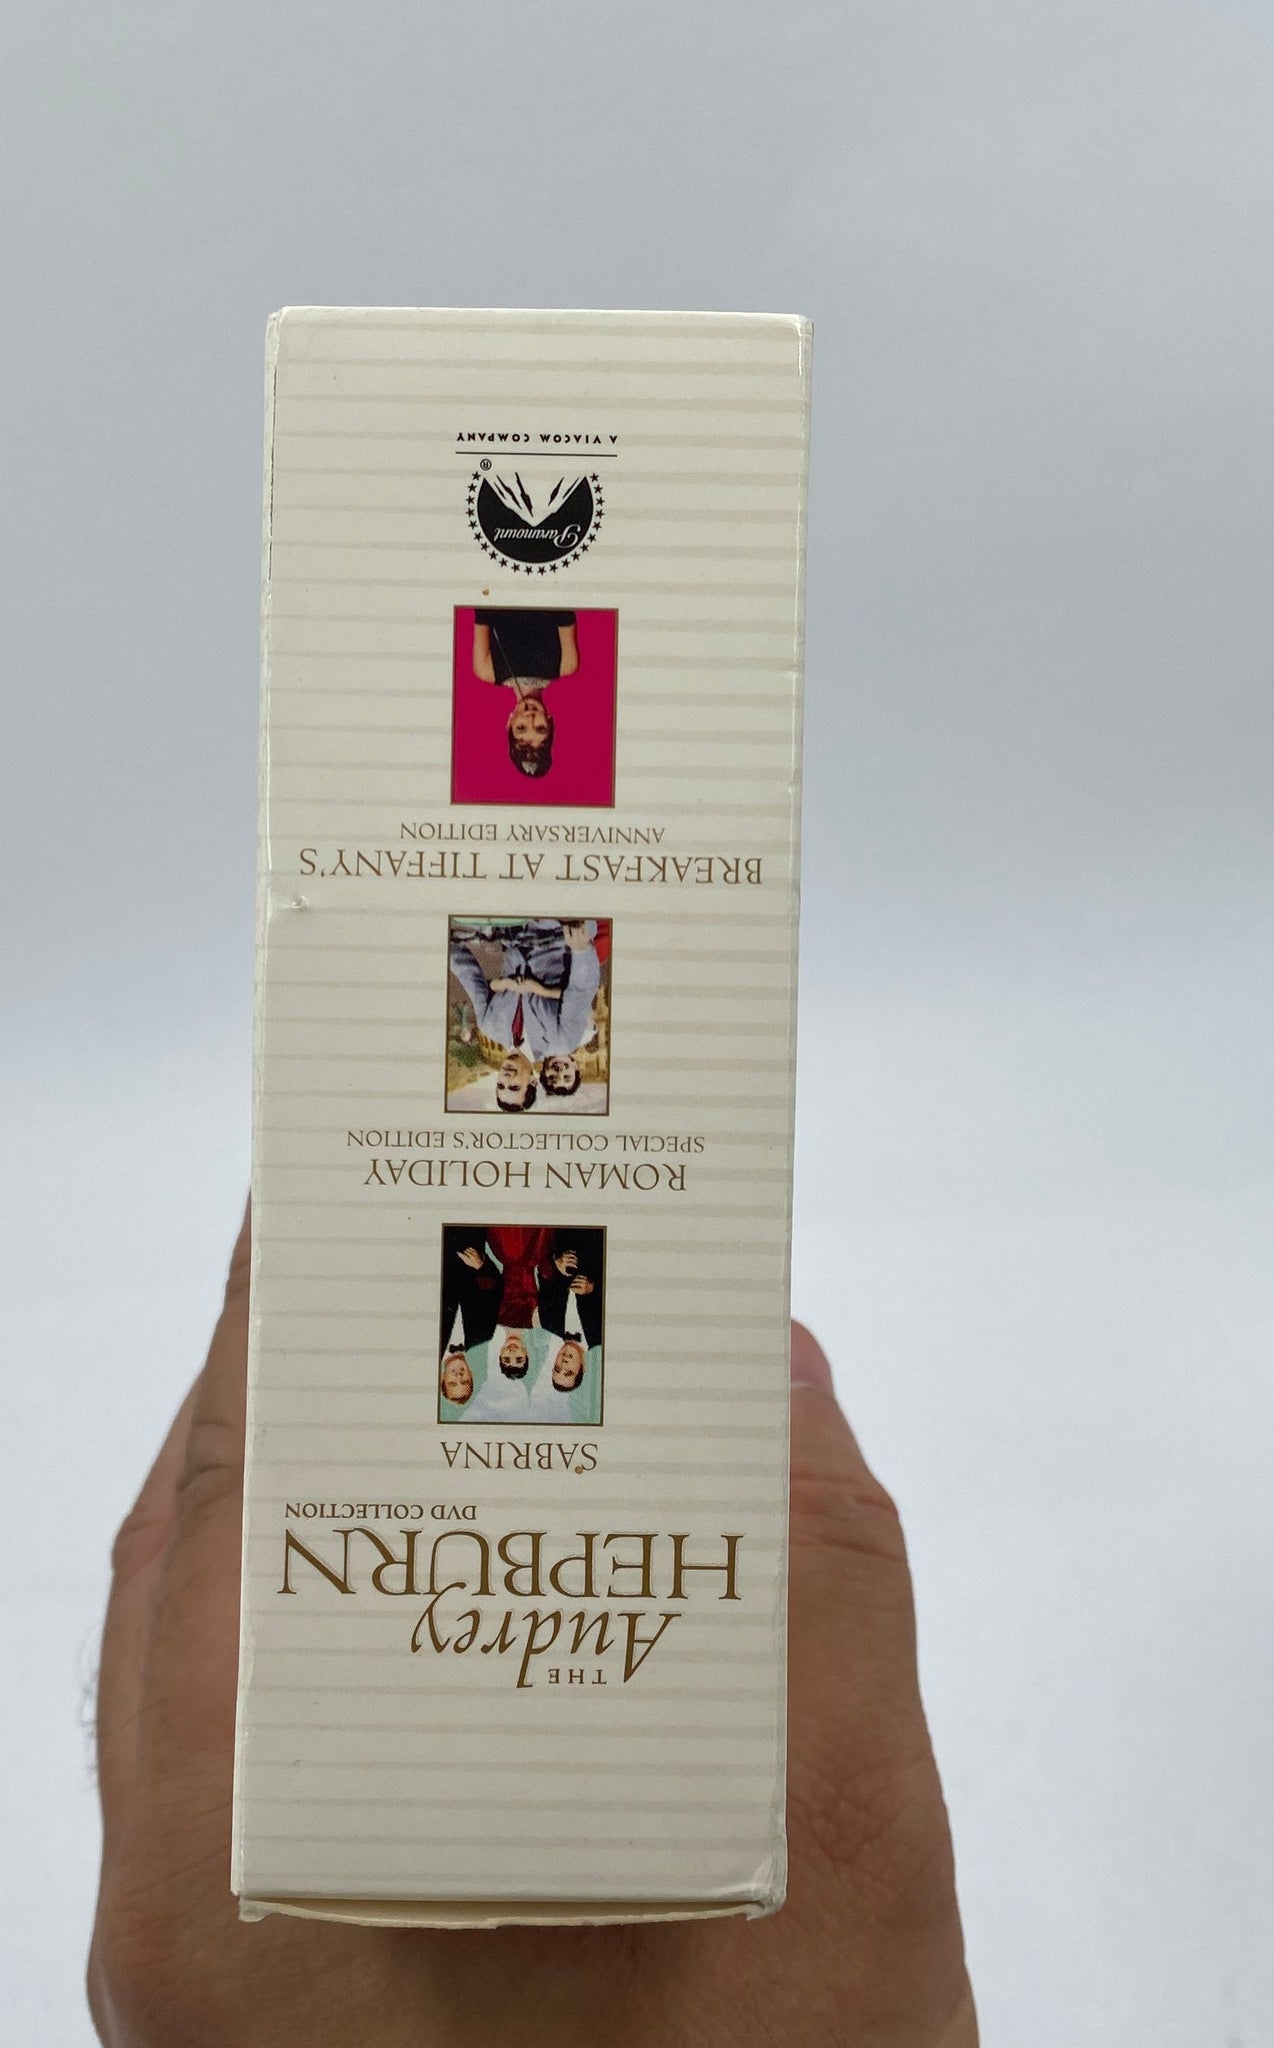 THE
Audrey
HEPBURN
DVD COLLECTION
SABRINA
ROMAN HOLIDAY
SPECIAL COLLECTOR'S EDITION
BREAKFAST AT TIFFANY'S
ANNIVERSARY EDITION
Paramount
®
A VIACOM COMPANY